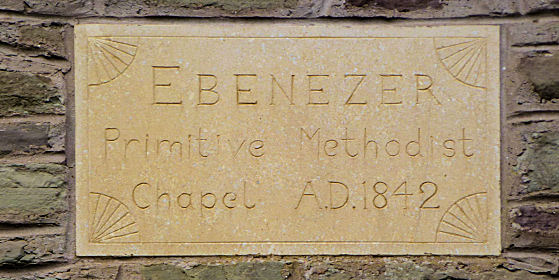 EBENEZER
Primitive Methodist
Chapel A.D.1842